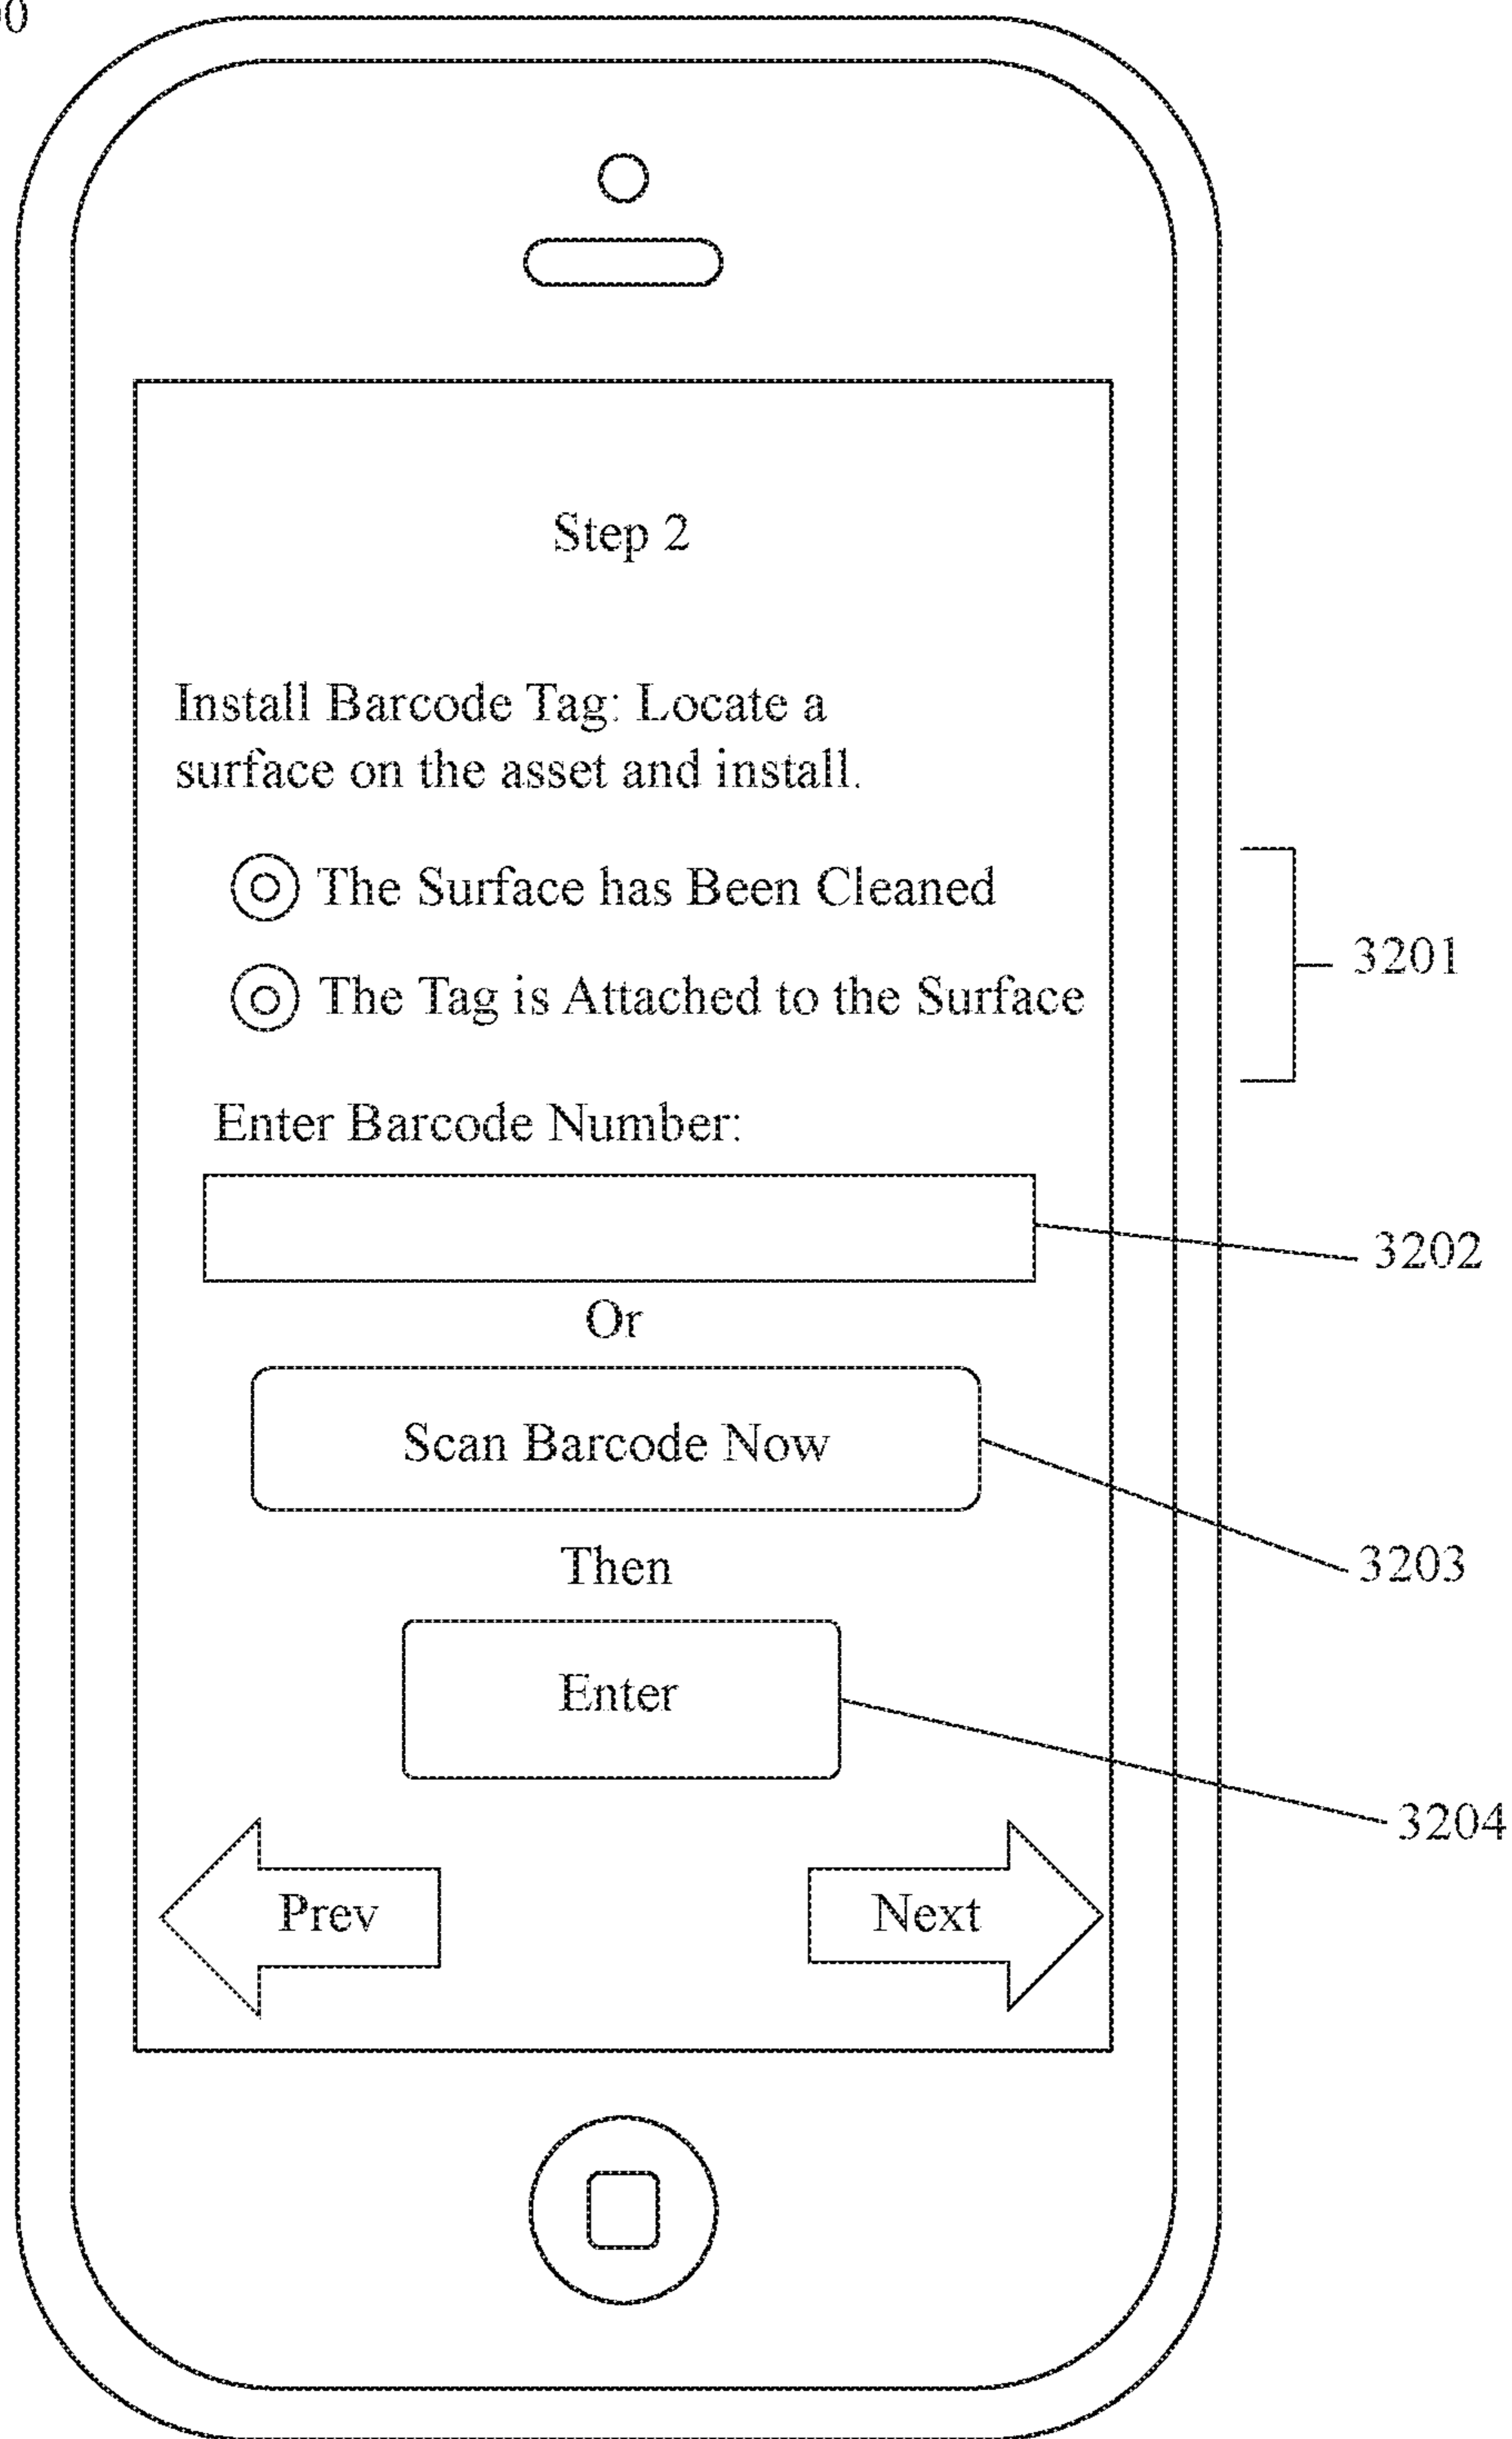 Step 2
Install Barcode Tag: Locate a
surface on the asset and install.
The Surface has Been Cleaned
The Tag is Attached to the Surface
3201
Enter Barcode Number:
3202
Or
Scan Barcode Now
3203
Then
Enter
3204
Prev
Next